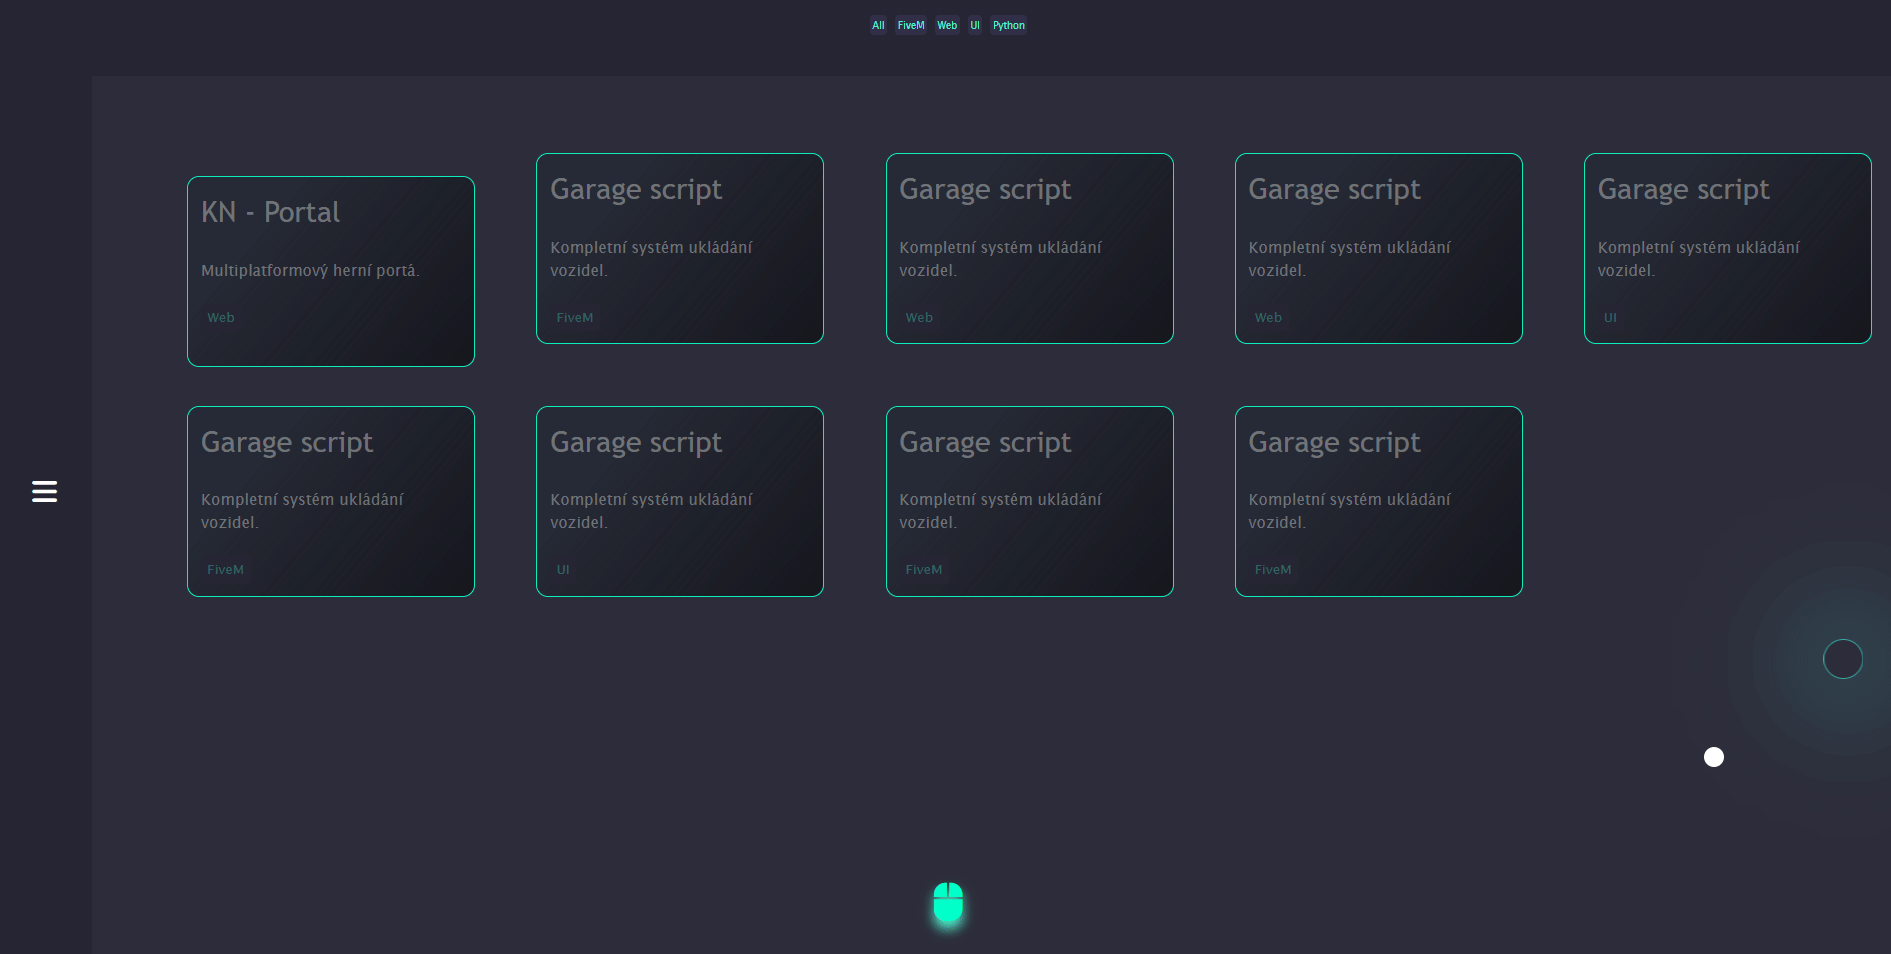 All FiveM Web UI Python
KN - Portal
Multiplatformový herní portá.
Web
Garage script
Kompletní systém ukládání
vozidel.
FiveM
Garage script
Kompletní systém ukládání
vozidel.
Web
Garage script
Kompletní systém ukládání
vozidel.
Web
Garage script
Kompletní systém ukládání
vozidel.
UI
Garage script
Kompletní systém ukládání
vozidel.
FiveM
Garage script
Kompletní systém ukládání
vozidel.
UI
Garage script
Kompletní systém ukládání
vozidel.
FiveM
Garage script
Kompletní systém ukládání
vozidel.
FiveM